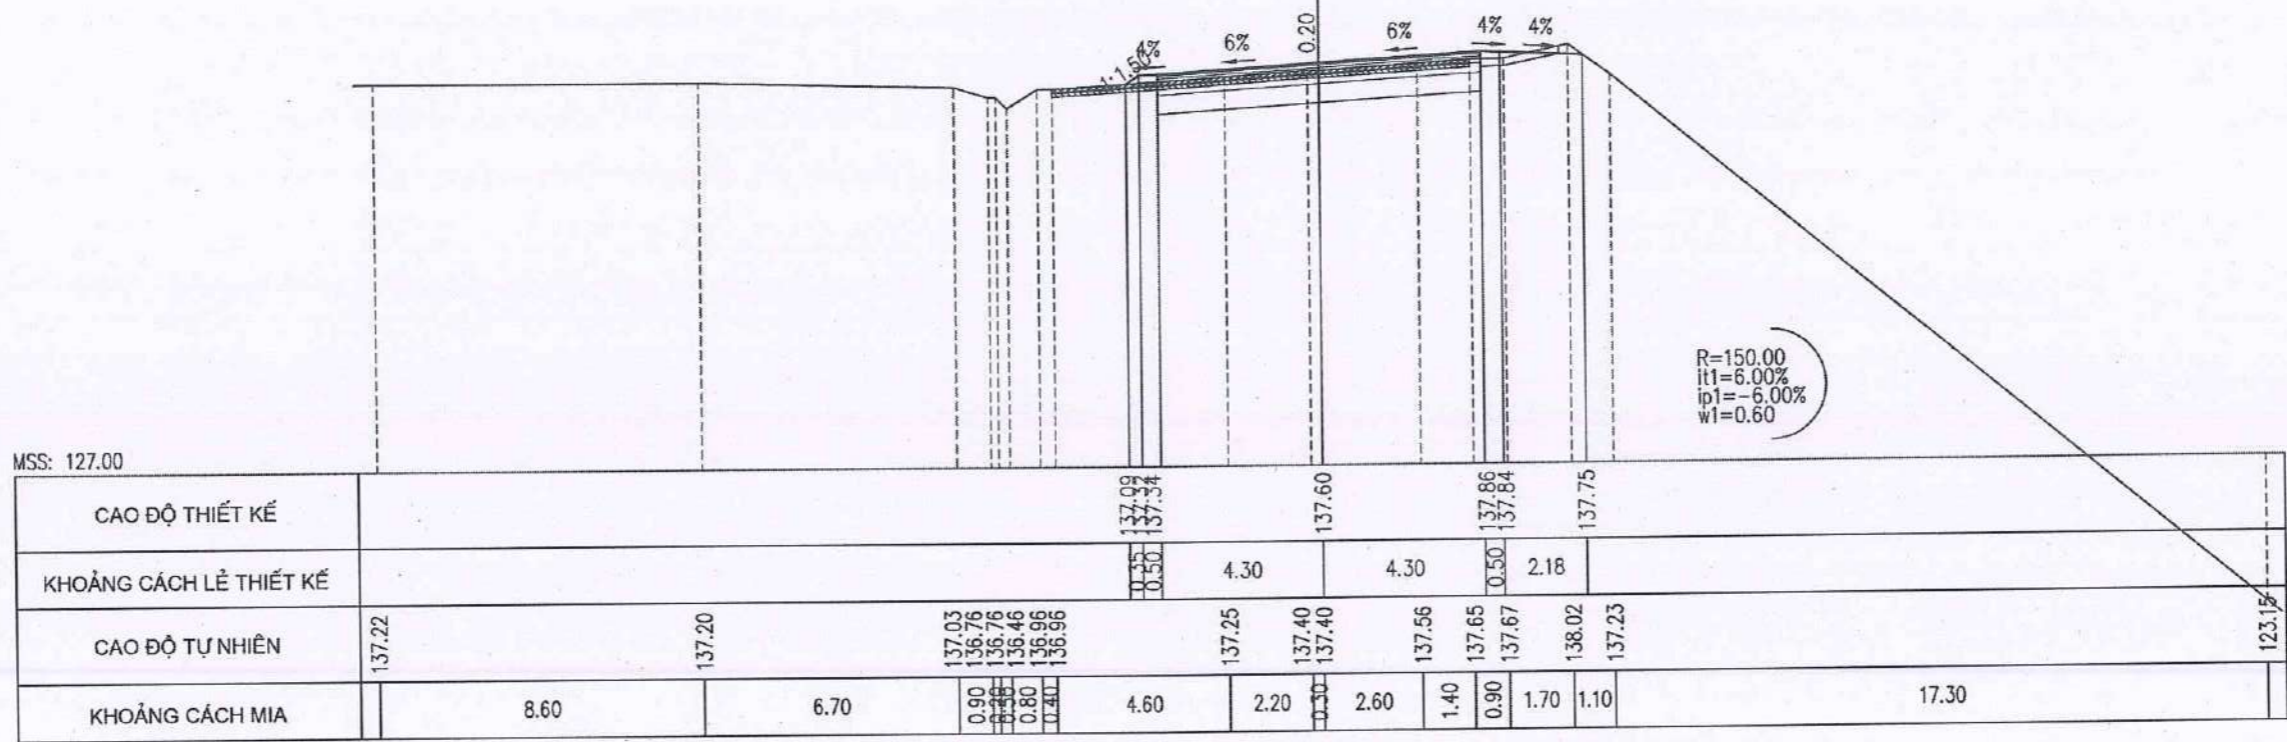 0.20
4%
6%
6%
4%
4%
R=150.00
It1=6.00%
Ip1=-6.00%
w1=0.60
MSS: 127.00
CAO ĐỘ THIẾT KẾ 137.09 137.32 137.34 137.60 137.86 137.84 137.75
KHOẢNG CÁCH LẺ THIẾT KẾ 0.50 4.30 4.30 0.50 2.18
CAO ĐỘ TỰ NHIÊN 137.22 137.20 137.03 136.76 136.76 136.46 136.96 136.96 137.25 137.40 137.40 137.56 137.65 137.67 138.02 137.23 123.15
KHOẢNG CÁCH MIA 8.60 6.70 0.90 0.80 0.40 4.60 2.20 0.30 2.60 1.40 0.90 1.70 1.10 17.30